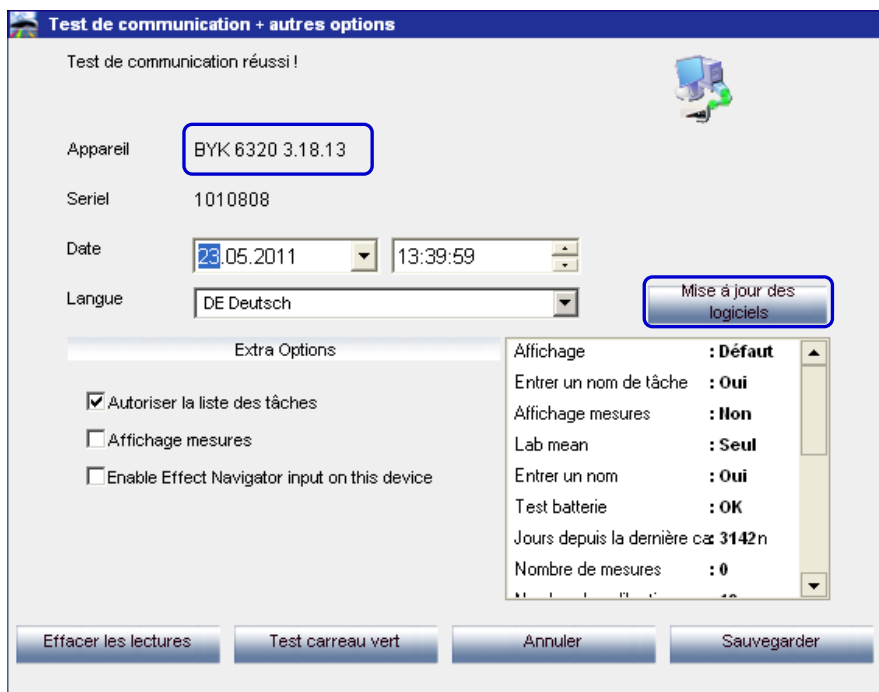 Test de communication + autres options
Test de communication réussi !
Appareil BYK 6320 3.18.13
Seriel 1010808
Date 23.05.2011 13:39:59
Langue DE Deutsch
Mise à jour des
logiciels
Extra Options
Autoriser la liste des tâches
Affichage mesures
Enable Effect Navigator input on this device
Affichage : Défaut
Entrer un nom de tâche : Oui
Affichage mesures : Non
Lab mean : Seul
Entrer un nom : Oui
Test batterie : OK
Jours depuis la dernière ca: 3142 n
Nombre de mesures : 0
Effacer les lectures Test carreau vert Annuler Sauvegarder